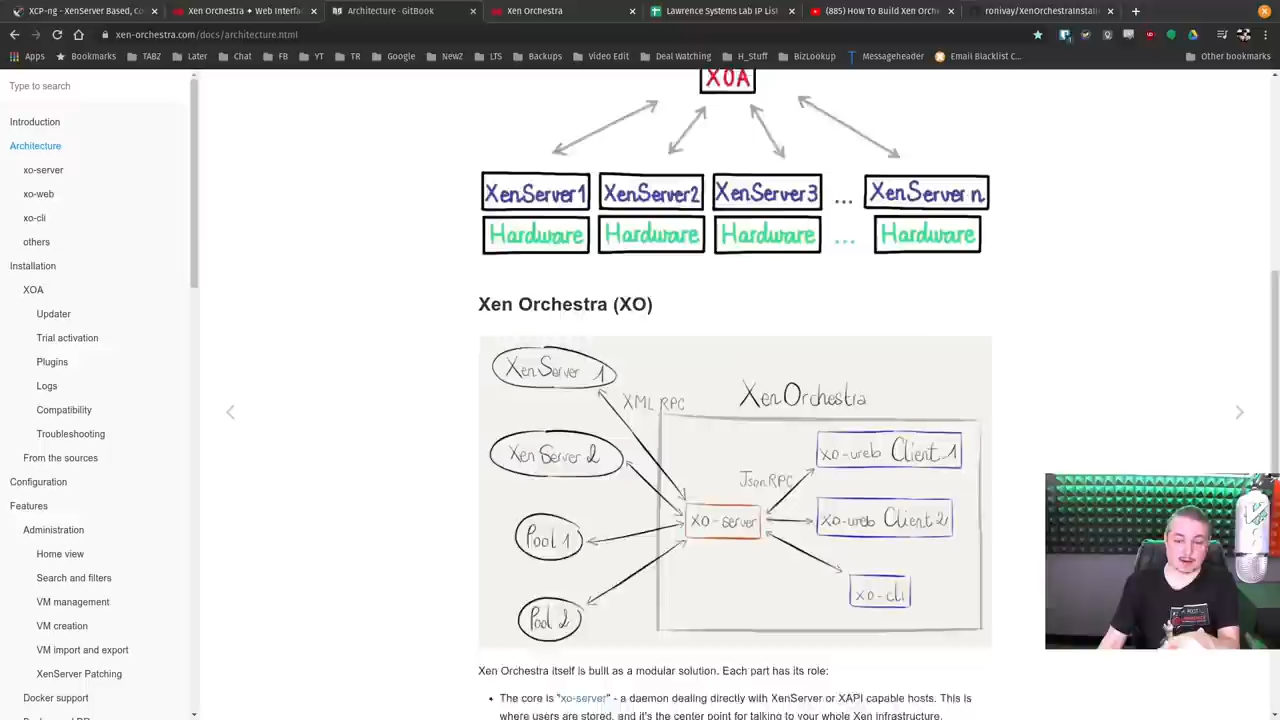 XCP-ng - XenServer Based, Co
Xen Orchestra • Web Interfa
Architecture · GitBook
Xen Orchestra
Lawrence Systems Lab IP List
(885) How To Build Xen Orche
ronivay/XenOrchestraInstall
xen-orchestra.com/docs/architecture.html
Apps
Bookmarks
TABZ
Later
Chat
FB
YT
TR
Google
NewZ
LTS
Backups
Video Edit
Deal Watching
H_Stuff
BizLookup
Messageheader
Email Blacklist C...
Other bookmarks
Type to search
Introduction
Architecture
xo-server
xo-web
xo-cli
others
Installation
XOA
Updater
Trial activation
Plugins
Logs
Compatibility
Troubleshooting
From the sources
Configuration
Features
Administration
Home view
Search and filters
VM management
VM creation
VM import and export
XenServer Patching
Docker support
XOA
XenServer1
XenServer2
XenServer3
...
XenServer n
Hardware
Hardware
Hardware
...
Hardware
Xen Orchestra (XO)
XenServer 1
XML RPC
XenOrchestra
Xen Server 2
xo-web Client 1
JsonRPC
xo-server
xo-web Client 2
Pool 1
xo-cli
Pool 2
Xen Orchestra itself is built as a modular solution. Each part has its role:
• The core is "xo-server" - a daemon dealing directly with XenServer or XAPI capable hosts. This is
where users are stored, and it's the center point for talking to your whole Xen infrastructure.